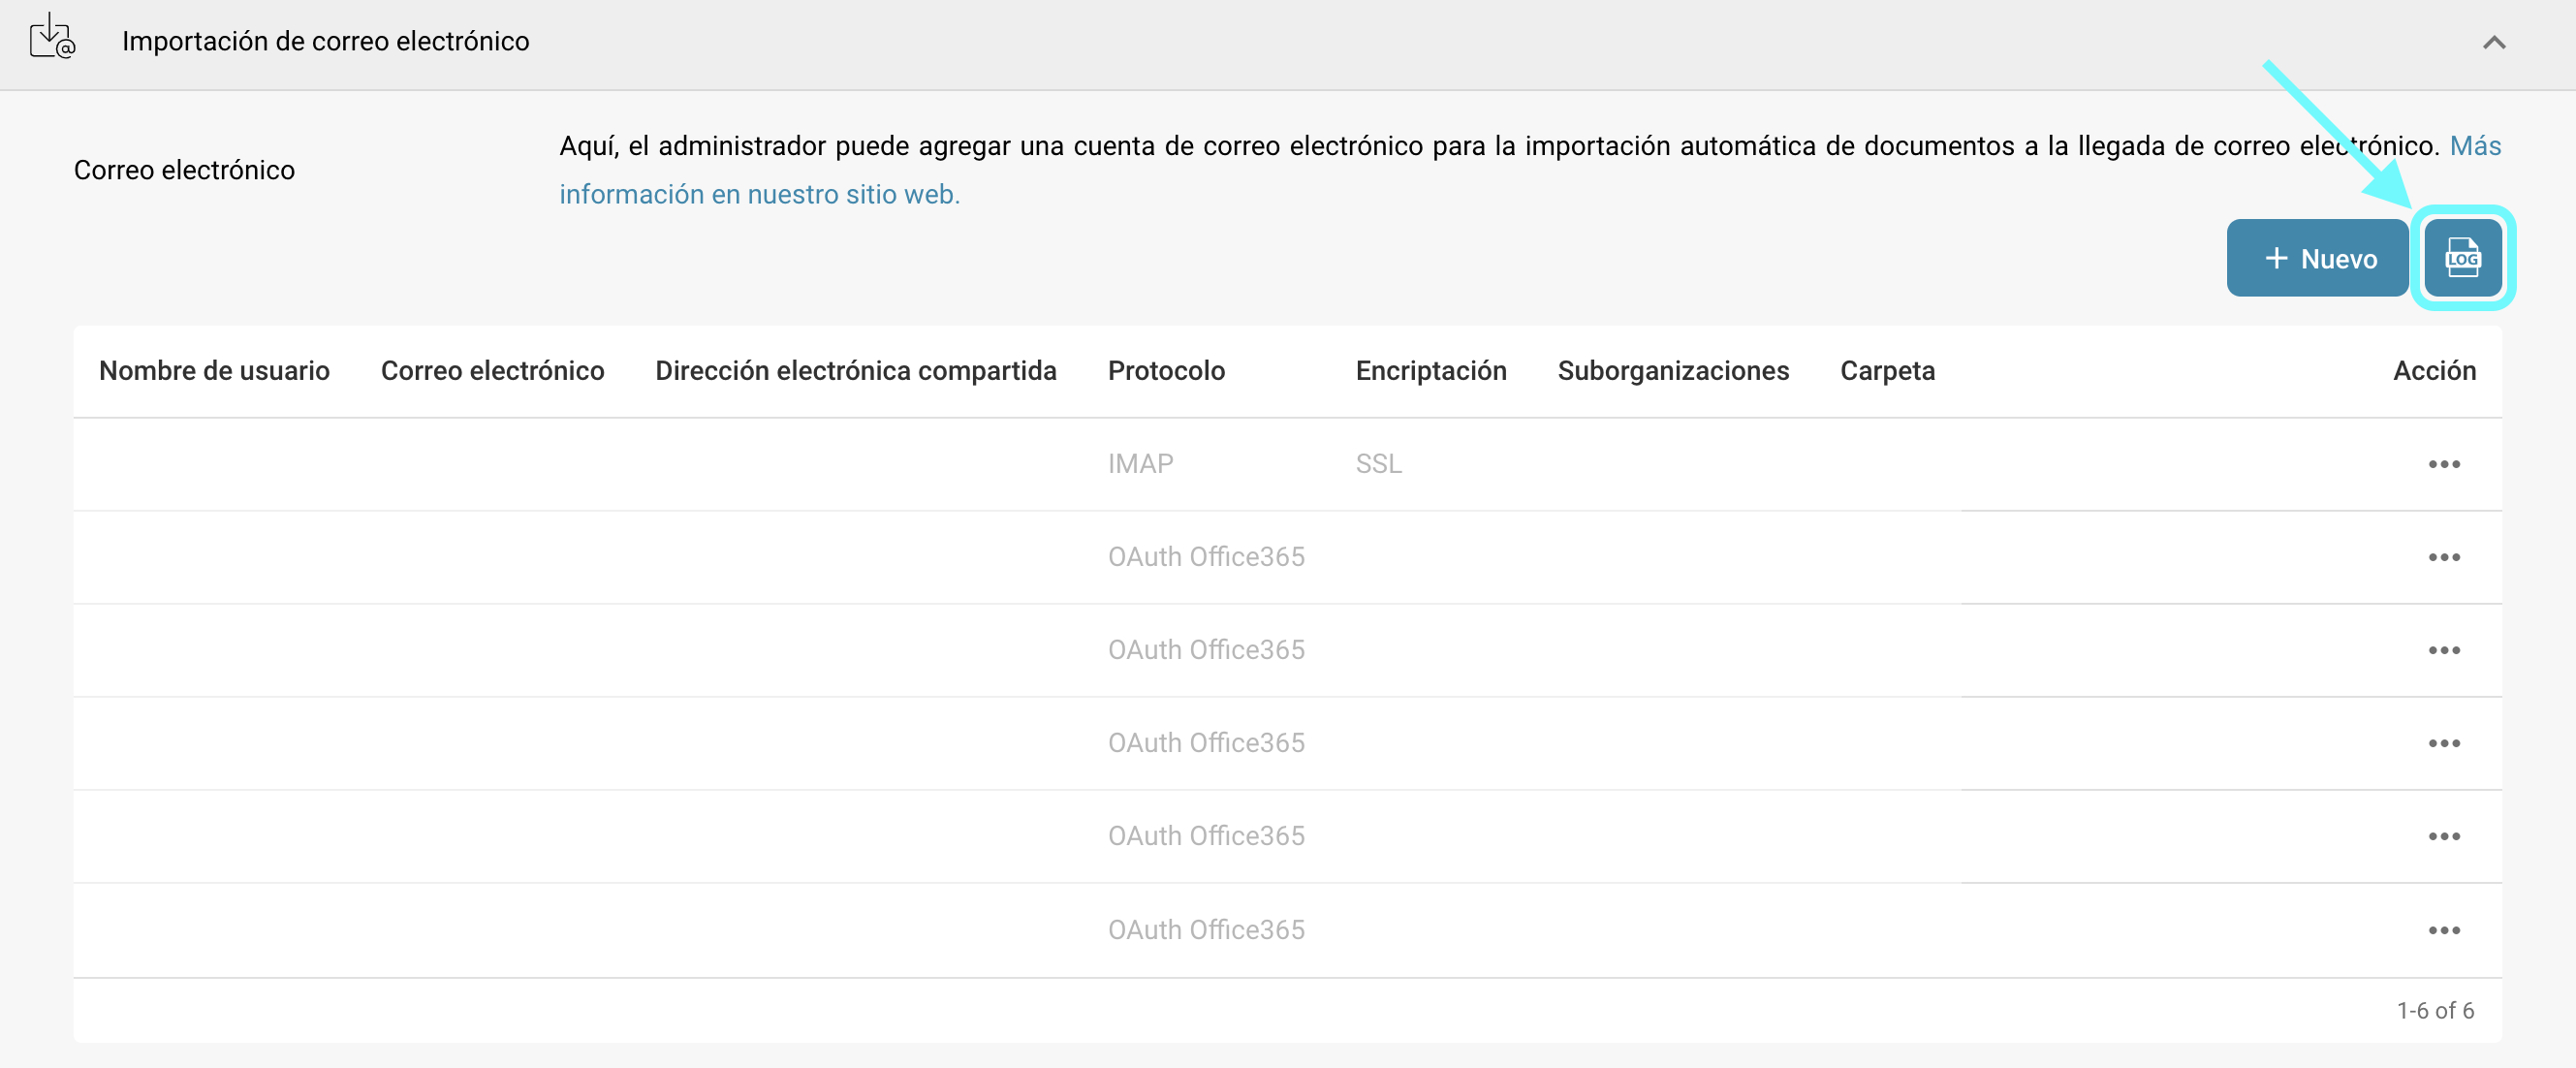 Importación de correo electrónico
Correo electrónico
Aquí, el administrador puede agregar una cuenta de correo electrónico para la importación automática de documentos a la llegada de correo electrónico. Más
información en nuestro sitio web.
+ Nuevo
LOG
Nombre de usuario Correo electrónico Dirección electrónica compartida Protocolo Encriptación Suborganizaciones Carpeta Acción
IMAP SSL
OAuth Office365
OAuth Office365
OAuth Office365
OAuth Office365
OAuth Office365
1-6 of 6